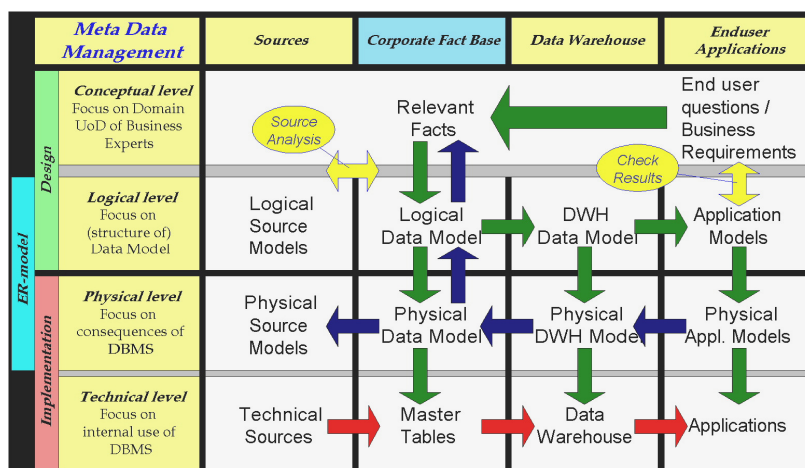 Meta Data
Management
Sources
Corporate Fact Base
Data Warehouse
Enduser
Applications
Design
Conceptual level
Focus on Domain
UoD of Business
Experts
Source
Analysis
Relevant
Facts
End user
questions /
Business
Requirements
Check
Results
ER-model
Logical level
Focus on
(structure of)
Data Model
Logical
Source
Models
Logical
Data Model
DWH
Data Model
Application
Models
Implementation
Physical level
Focus on
consequences of
DBMS
Physical
Source
Models
Physical
Data Model
Physical
DWH Model
Physical
Appl. Models
Technical level
Focus on
internal use of
DBMS
Technical
Sources
Master
Tables
Data
Warehouse
Applications